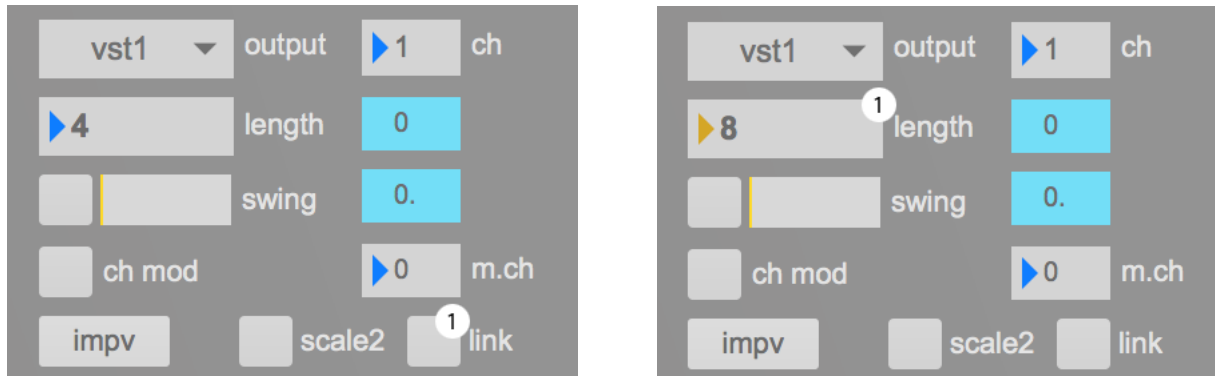 vst1 output 1 ch
4 length 0
swing 0.
ch mod 0 m.ch
1
impv scale2 link
vst1 output 1 ch
1
8 length 0
swing 0.
ch mod 0 m.ch
impv scale2 link